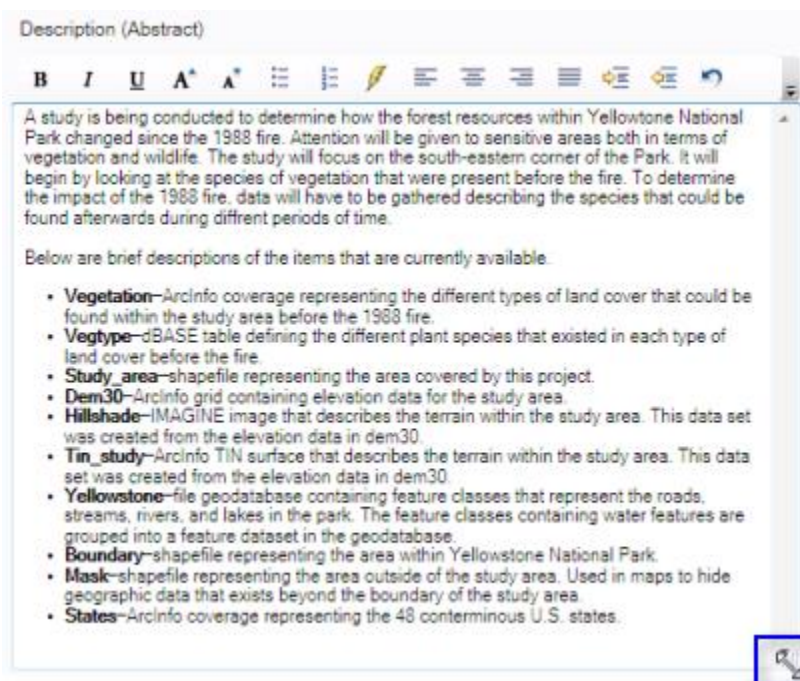 Description (Abstract)
B I U A A
A study is being conducted to determine how the forest resources within Yellowtone National
Park changed since the 1988 fire. Attention will be given to sensitive areas both in terms of
vegetation and wildlife. The study will focus on the south-eastern corner of the Park. It will
begin by looking at the species of vegetation that were present before the fire. To determine
the impact of the 1988 fire, data will have to be gathered describing the species that could be
found afterwards during diffrent periods of time.
Below are brief descriptions of the items that are currently available.
• Vegetation–ArcInfo coverage representing the different types of land cover that could be
found within the study area before the 1988 fire.
• Vegtype–dBASE table defining the different plant species that existed in each type of
land cover before the fire.
• Study_area–shapefile representing the area covered by this project.
• Dem30–ArcInfo grid containing elevation data for the study area.
• Hillshade–IMAGINE image that describes the terrain within the study area. This data set
was created from the elevation data in dem30.
• Tin_study–ArcInfo TIN surface that describes the terrain within the study area. This data
set was created from the elevation data in dem30.
• Yellowstone–file geodatabase containing feature classes that represent the roads,
streams, rivers, and lakes in the park. The feature classes containing water features are
grouped into a feature dataset in the geodatabase.
• Boundary–shapefile representing the area within Yellowstone National Park.
• Mask–shapefile representing the area outside of the study area. Used in maps to hide
geographic data that exists beyond the boundary of the study area.
• States–ArcInfo coverage representing the 48 conterminous U.S. states.